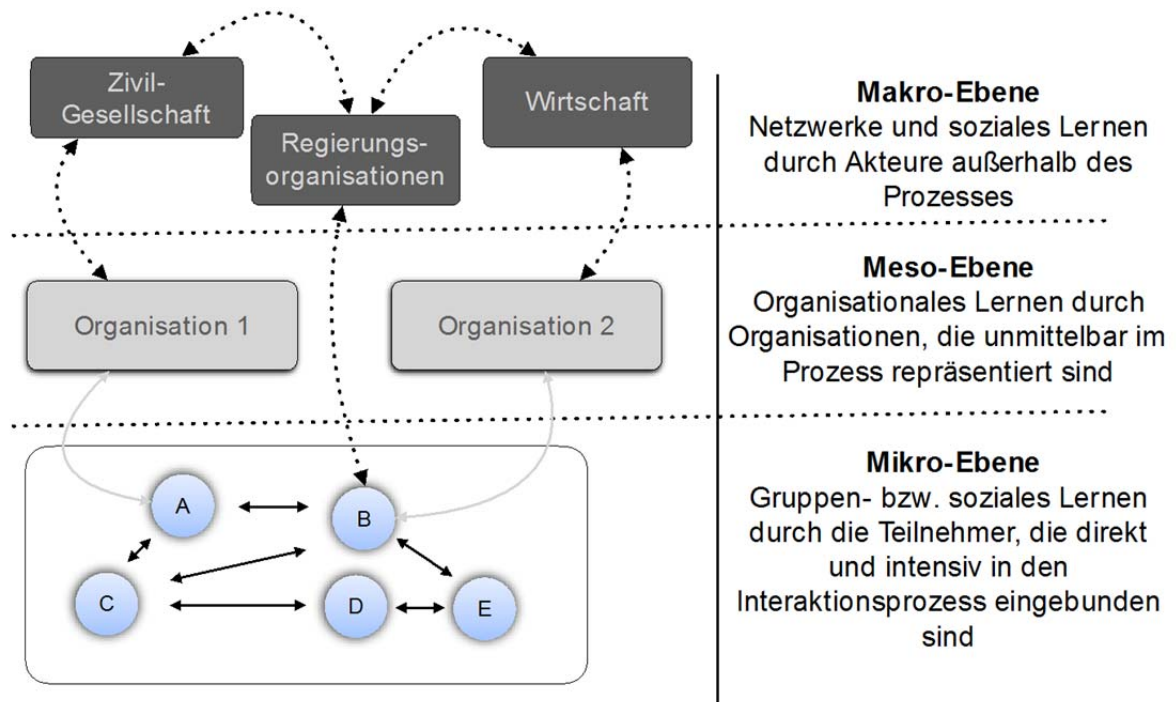 Zivil-
Gesellschaft
Regierungs-
organisationen
Wirtschaft
Makro-Ebene
Netzwerke und soziales Lernen
durch Akteure außerhalb des
Prozesses
Organisation 1
Organisation 2
Meso-Ebene
Organisationales Lernen durch
Organisationen, die unmittelbar im
Prozess repräsentiert sind
A
B
C
D
E
Mikro-Ebene
Gruppen- bzw. soziales Lernen
durch die Teilnehmer, die direkt
und intensiv in den
Interaktionsprozess eingebunden
sind